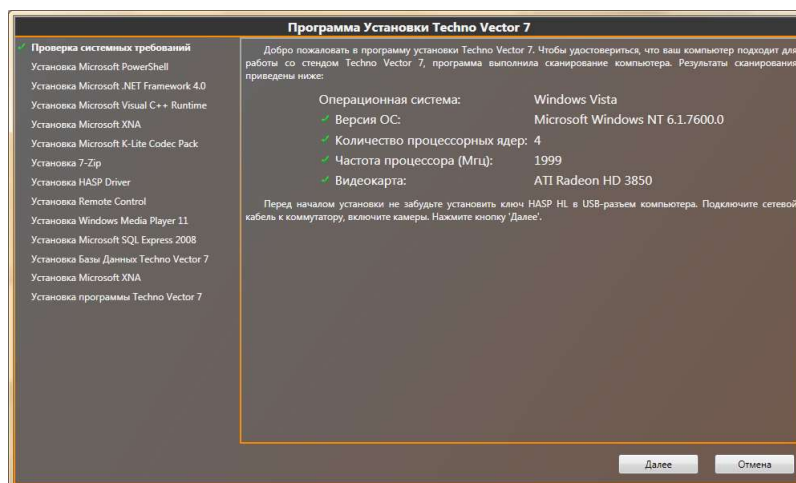 Программа Установки Techno Vector 7
Проверка системных требований
Установка Microsoft PowerShell
Установка Microsoft .NET Framework 4.0
Установка Microsoft Visual C++ Runtime
Установка Microsoft XNA
Установка Microsoft K-Lite Codec Pack
Установка 7-Zip
Установка HASP Driver
Установка Remote Control
Установка Windows Media Player 11
Установка Microsoft SQL Express 2008
Установка Базы Данных Techno Vector 7
Установка Microsoft XNA
Установка программы Techno Vector 7
Добро пожаловать в программу установки Techno Vector 7. Чтобы удостовериться, что ваш компьютер подходит для
работы со стендом Techno Vector 7, программа выполнила сканирование компьютера. Результаты сканирования
приведены ниже:
Операционная система: Windows Vista
Версия ОС: Microsoft Windows NT 6.1.7600.0
Количество процессорных ядер: 4
Частота процессора (Мгц): 1999
Видеокарта: ATI Radeon HD 3850
Перед началом установки не забудьте установить ключ HASP HL в USB-разъем компьютера. Подключите сетевой
кабель к коммутатору, включите камеры. Нажмите кнопку 'Далее'.
Далее Отмена